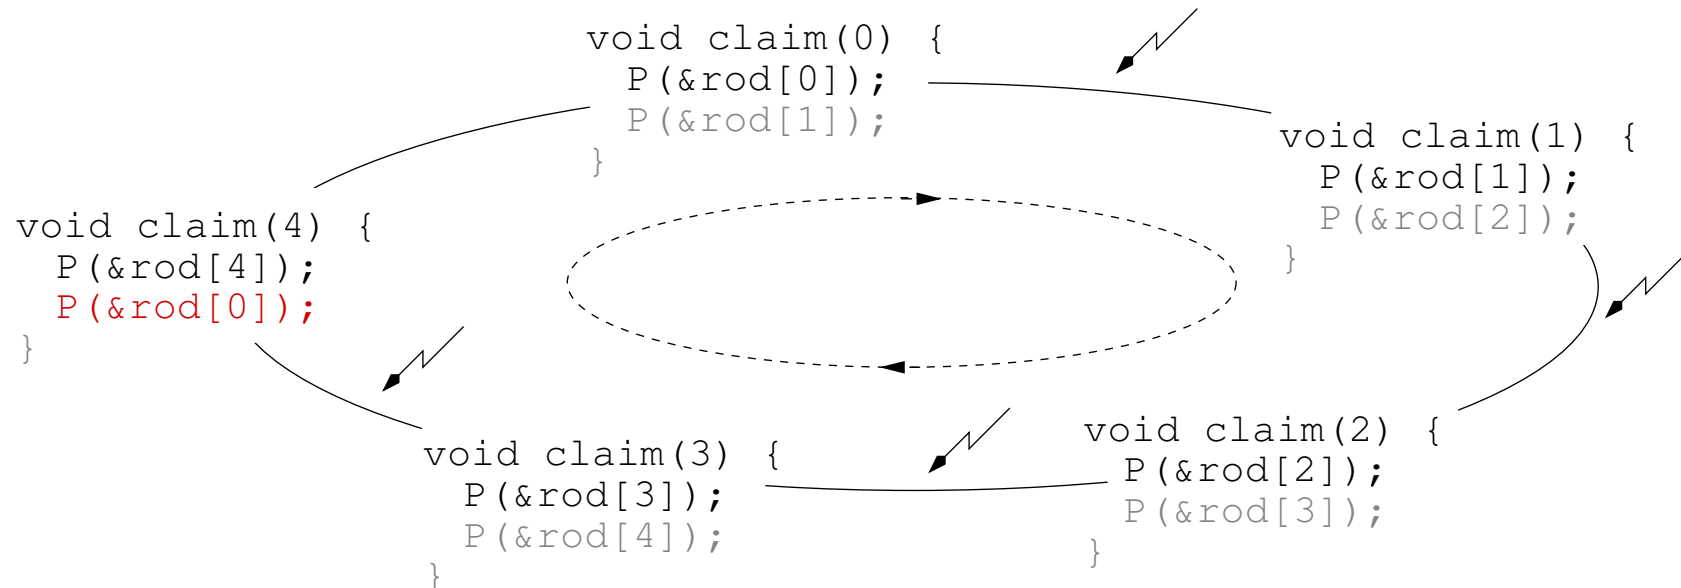 void claim(0) {
P(&rod[0]);
P(&rod[1]);
}
void claim(1) {
P(&rod[1]);
P(&rod[2]);
}
void claim(4) {
P(&rod[4]);
P(&rod[0]);
}
void claim(2) {
P(&rod[2]);
P(&rod[3]);
}
void claim(3) {
P(&rod[3]);
P(&rod[4]);
}